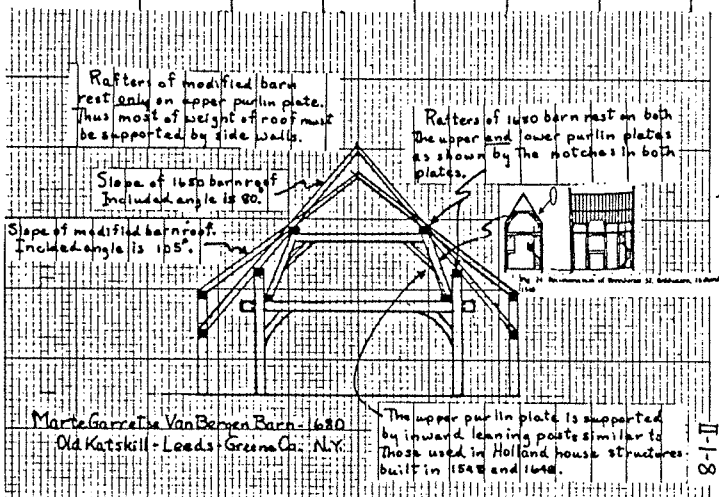 Rafters of modified barn
rest only on upper purlin plate.
Thus most of weight of roof must
be supported by side walls.
Rafters of 1680 barn rest on both
The upper and lower purlin plates
as shown by The notches in both
plates.
Slope of 1650 barn roof
Included angle is 80.
Slope of modified barn roof.
Included angle is 105°.
Marte Garretse Van Bergen Barn - 1680
Old Katskill - Leeds - Greene Co. N.Y.
The upper purlin plate is supported
by inward leaning posts similar to
Those used in Holland house structures
built in 1548 and 1648.
8-1-II